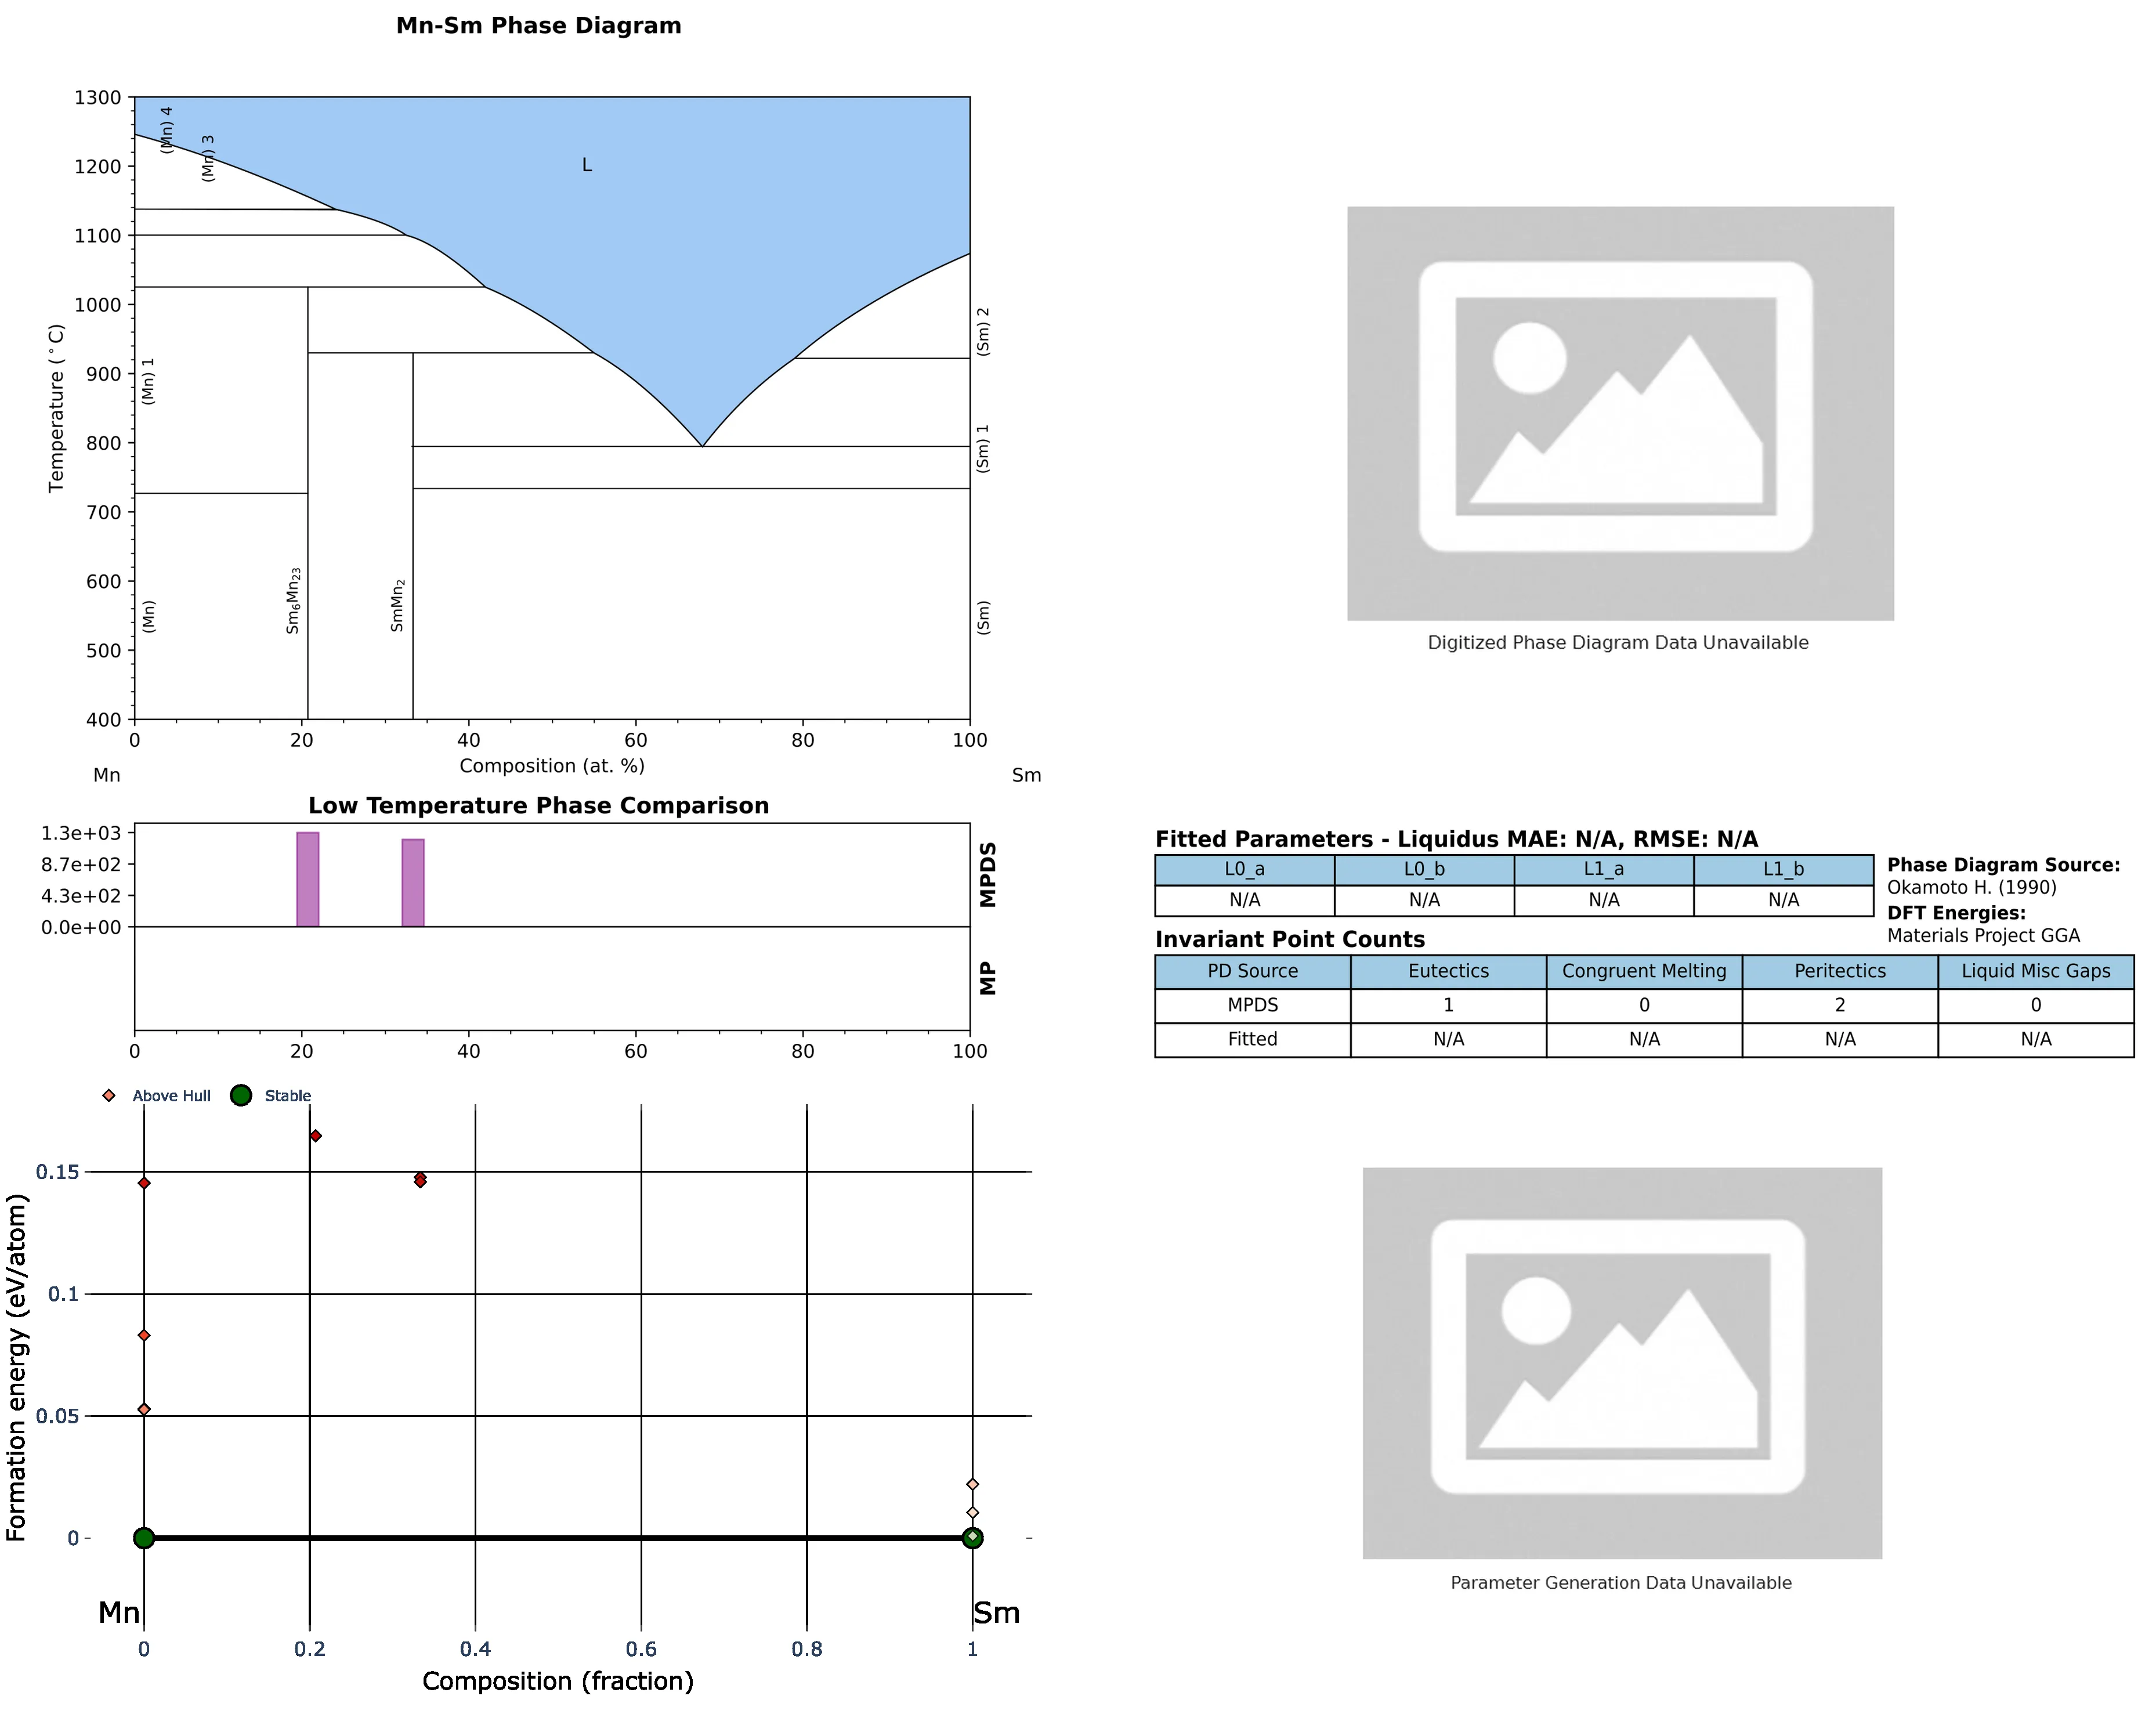 Mn-Sm Phase Diagram
1300
1200
1100
1000
900
800
700
600
500
400
Temperature (°C)
(Mn) 4
(Mn) 3
L
(Mn) 1
(Mn)
Sm₆Mn₂₃
SmMn₂
(Sm) 2
(Sm) 1
(Sm)
0 20 40 60 80 100
Composition (at. %)
Mn Sm
Digitized Phase Diagram Data Unavailable
Low Temperature Phase Comparison
1.3e+03
8.7e+02
4.3e+02
0.0e+00
MPDS
MP
0 20 40 60 80 100
Fitted Parameters - Liquidus MAE: N/A, RMSE: N/A
L0_a L0_b L1_a L1_b
N/A N/A N/A N/A
Phase Diagram Source:
Okamoto H. (1990)
DFT Energies:
Materials Project GGA
Invariant Point Counts
PD Source Eutectics Congruent Melting Peritectics Liquid Misc Gaps
MPDS 1 0 2 0
Fitted N/A N/A N/A N/A
Above Hull Stable
0.15
0.1
0.05
0
Formation energy (eV/atom)
Mn Sm
0 0.2 0.4 0.6 0.8 1
Composition (fraction)
Parameter Generation Data Unavailable